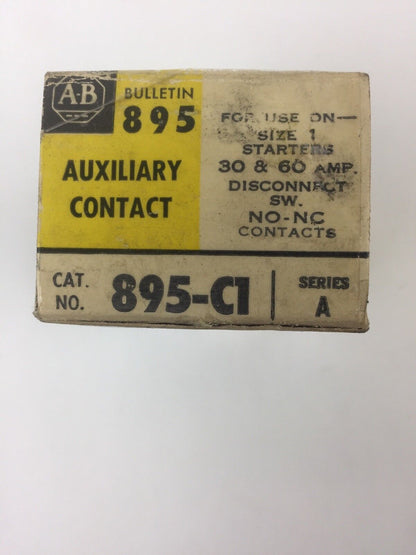 A-B
BULLETIN
895
AUXILIARY
CONTACT
FOR USE ON—
SIZE 1
STARTERS
30 & 60 AMP.
DISCONNECT
SW.
NO-NC
CONTACTS
CAT.
NO.
895-C1
SERIES
A